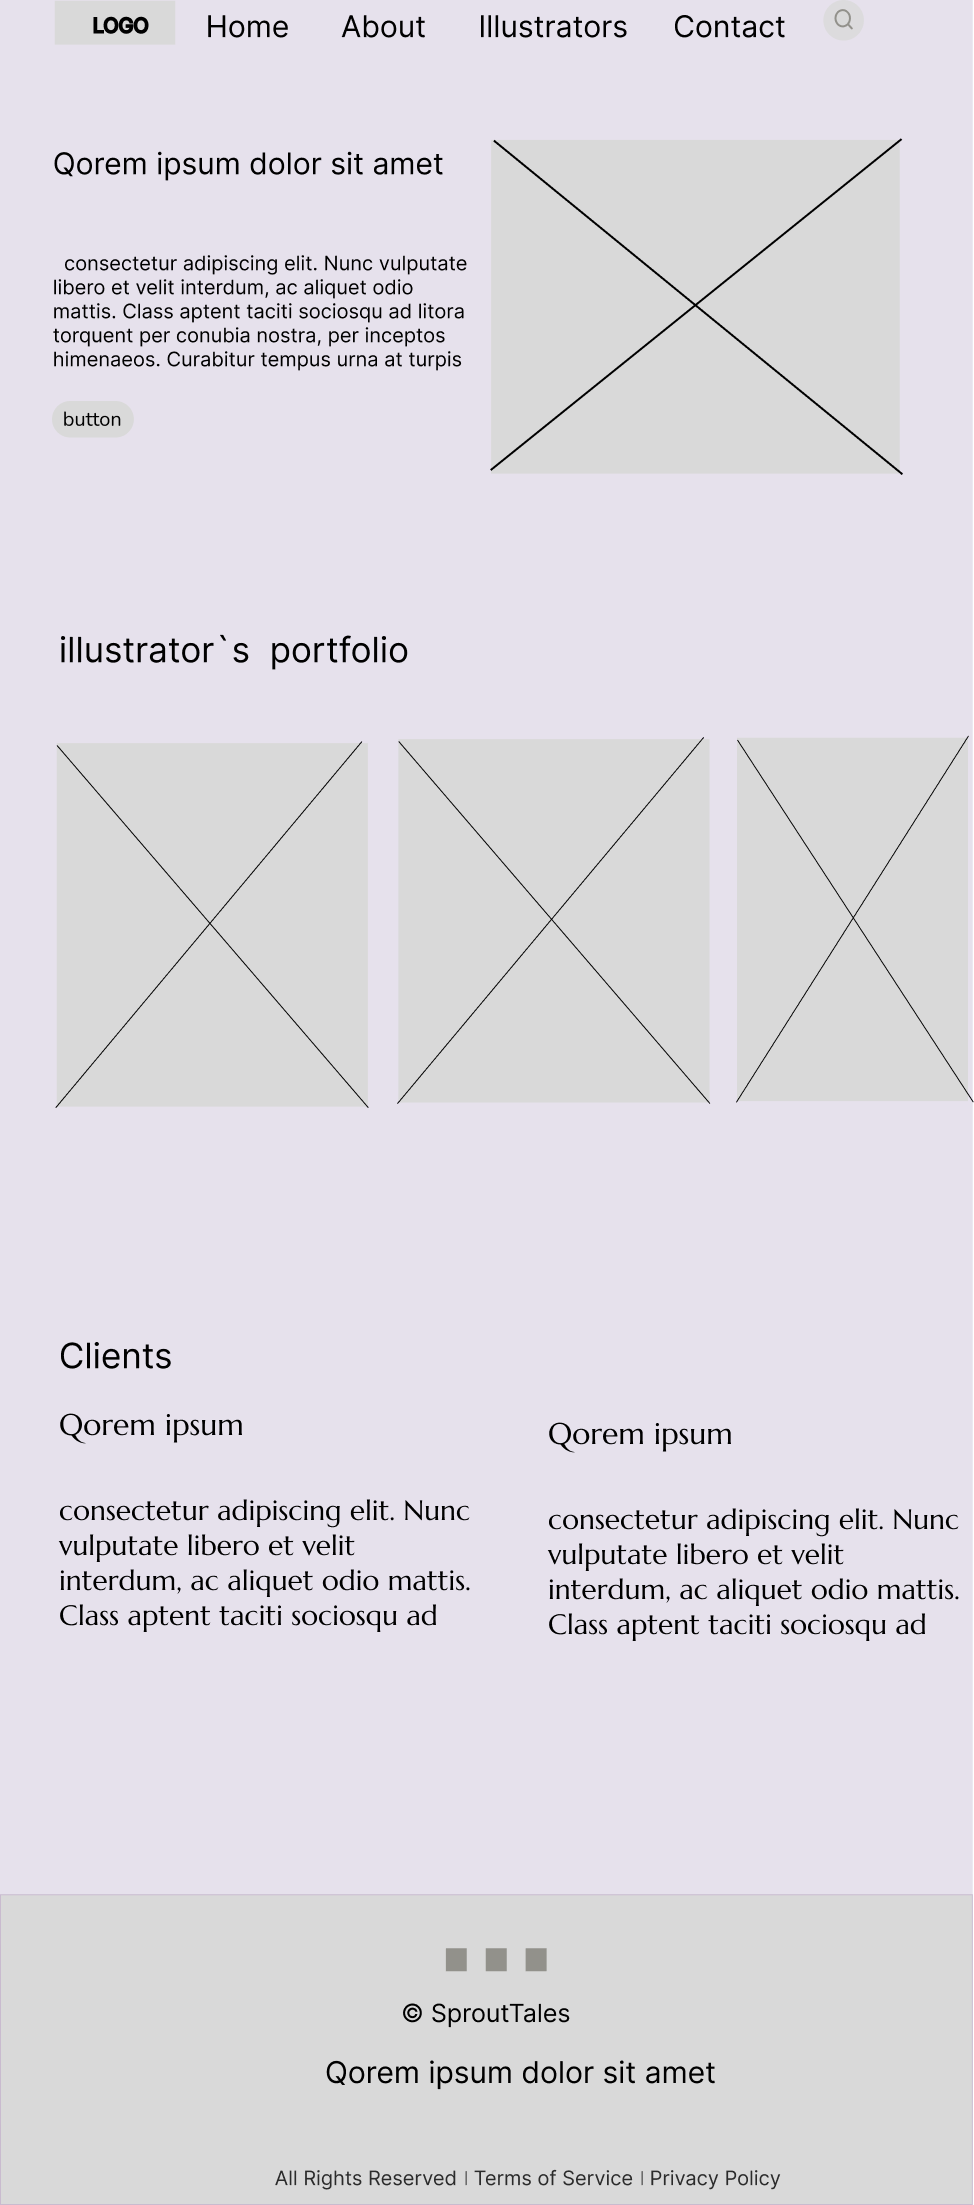 LOGO Home About Illustrators Contact
Qorem ipsum dolor sit amet
consectetur adipiscing elit. Nunc vulputate
libero et velit interdum, ac aliquet odio
mattis. Class aptent taciti sociosqu ad litora
torquent per conubia nostra, per inceptos
himenaeos. Curabitur tempus urna at turpis
button
illustrator`s portfolio
Clients
Qorem ipsum
consectetur adipiscing elit. Nunc
vulputate libero et velit
interdum, ac aliquet odio mattis.
Class aptent taciti sociosqu ad
Qorem ipsum
consectetur adipiscing elit. Nunc
vulputate libero et velit
interdum, ac aliquet odio mattis.
Class aptent taciti sociosqu ad
© SproutTales
Qorem ipsum dolor sit amet
All Rights Reserved | Terms of Service | Privacy Policy